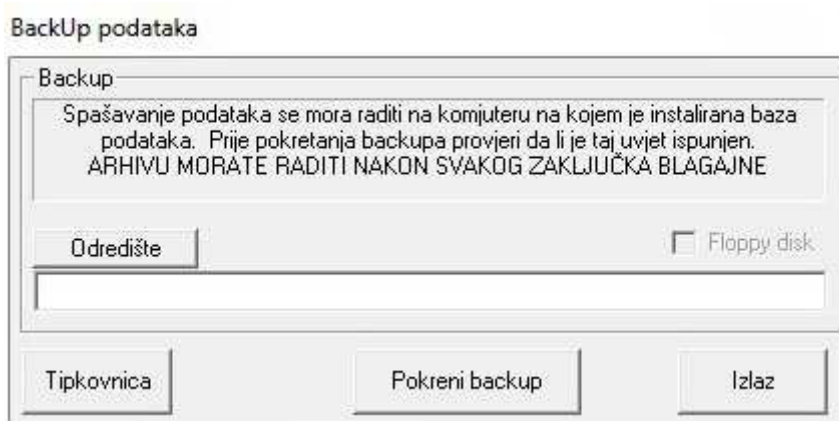 BackUp podataka
Backup
Spašavanje podataka se mora raditi na komjuteru na kojem je instalirana baza
podataka. Prije pokretanja backupa provjeri da li je taj uvjet ispunjen.
ARHIVU MORATE RADITI NAKON SVAKOG ZAKLJUČKA BLAGAJNE
Odredište
Floppy disk
Tipkovnica
Pokreni backup
Izlaz